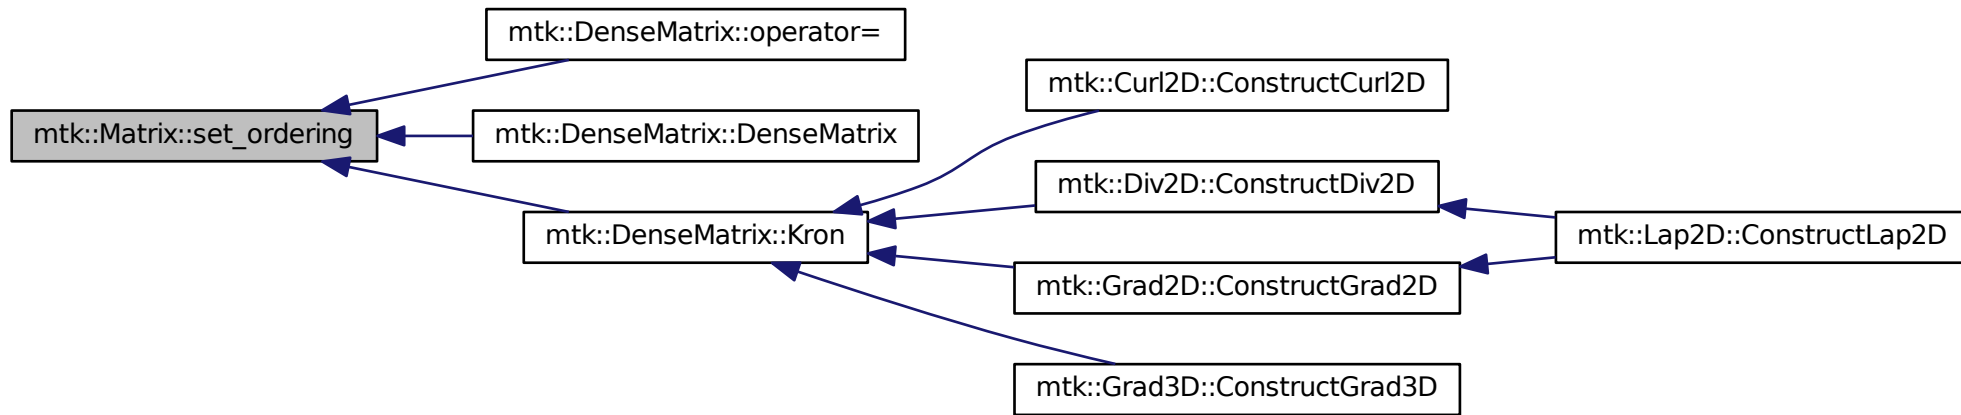 mtk::DenseMatrix::operator=
mtk::Curl2D::ConstructCurl2D
mtk::Matrix::set_ordering
mtk::DenseMatrix::DenseMatrix
mtk::Div2D::ConstructDiv2D
mtk::DenseMatrix::Kron
mtk::Lap2D::ConstructLap2D
mtk::Grad2D::ConstructGrad2D
mtk::Grad3D::ConstructGrad3D